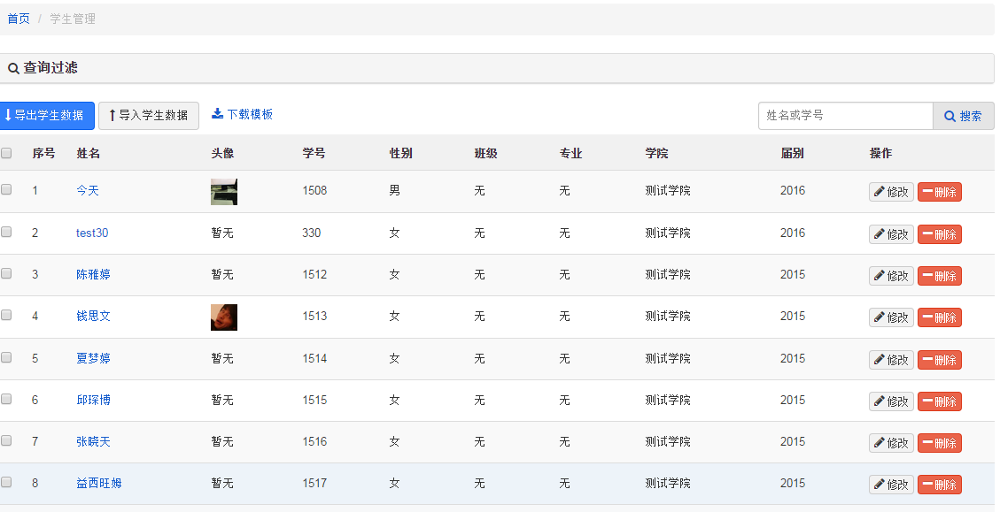 首页 / 学生管理
查询过滤
导出学生数据 导入学生数据 下载模板 姓名或学号 搜索
序号 姓名 头像 学号 性别 班级 专业 学院 届别 操作
1 今天 1508 男 无 无 测试学院 2016 修改 删除
2 test30 暂无 330 女 无 无 测试学院 2016 修改 删除
3 陈雅婷 暂无 1512 女 无 无 测试学院 2015 修改 删除
4 钱思文 1513 女 无 无 测试学院 2015 修改 删除
5 夏梦婷 暂无 1514 女 无 无 测试学院 2015 修改 删除
6 邱琛博 暂无 1515 女 无 无 测试学院 2015 修改 删除
7 张晓天 暂无 1516 女 无 无 测试学院 2015 修改 删除
8 益西旺姆 暂无 1517 女 无 无 测试学院 2015 修改 删除